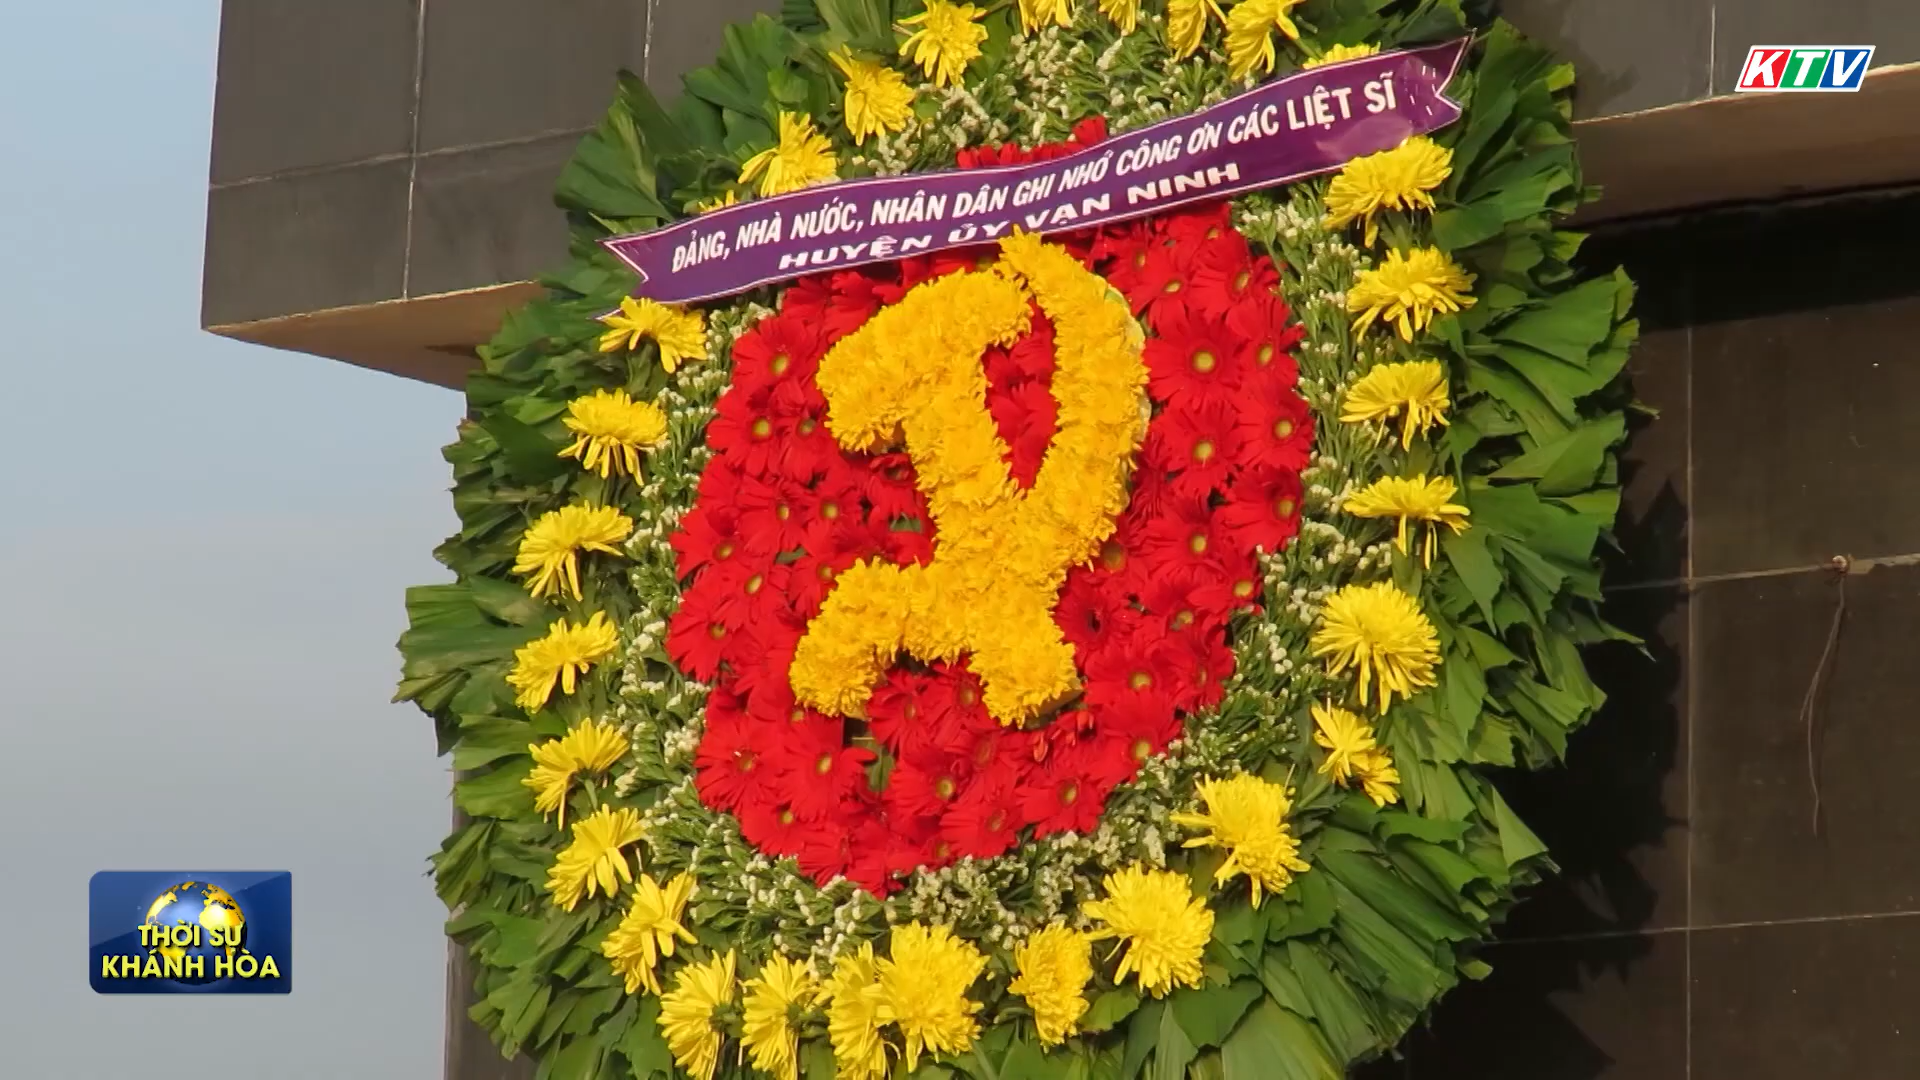 KTV
ĐẢNG, NHÀ NƯỚC, NHÂN DÂN GHI NHỚ CÔNG ƠN CÁC LIỆT SĨ
HUYỆN ỦY VẠN NINH
THỜI SỰ
KHÁNH HÒA